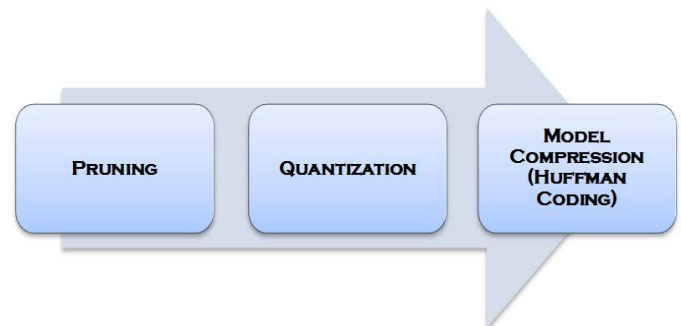 PRUNING
QUANTIZATION
MODEL
COMPRESSION
(HUFFMAN
CODING)